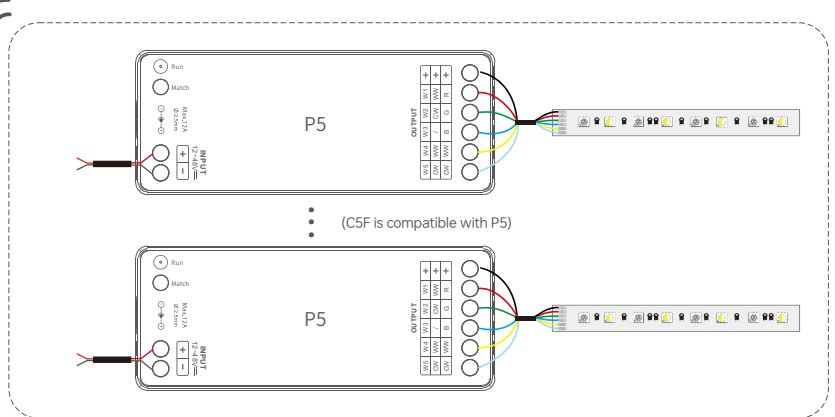 Run
Match
Max.12A
Ø 2.5mm
+
−
INPUT
12~48V
P5
OUTPUT
+ + +
W1 WW R
W2 CW G
W3 / B
W4 WW WW
W5 CW CW
(C5F is compatible with P5)
Run
Match
Max.12A
Ø 2.5mm
+
−
INPUT
12~48V
P5
OUTPUT
+ + +
W1 WW R
W2 CW G
W3 / B
W4 WW WW
W5 CW CW